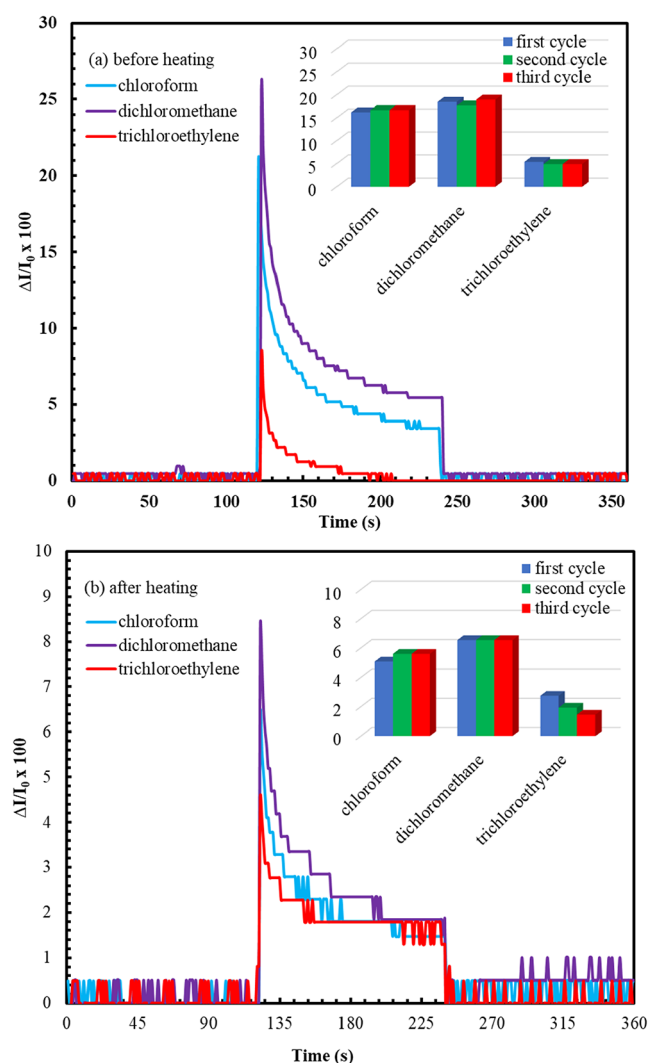 30
25
20
15
10
5
0
ΔI/I0 x 100
(a) before heating
chloroform
dichloromethane
trichloroethylene
first cycle
second cycle
third cycle
30
25
20
15
10
5
0
chloroform
dichloromethane
trichloroethylene
0 50 100 150 200 250 300 350
Time (s)
10
9
8
7
6
5
4
3
2
1
0
ΔI/I0 x 100
(b) after heating
chloroform
dichloromethane
trichloroethylene
first cycle
second cycle
third cycle
10
8
6
4
2
0
chloroform
dichloromethane
trichloroethylene
0 45 90 135 180 225 270 315 360
Time (s)